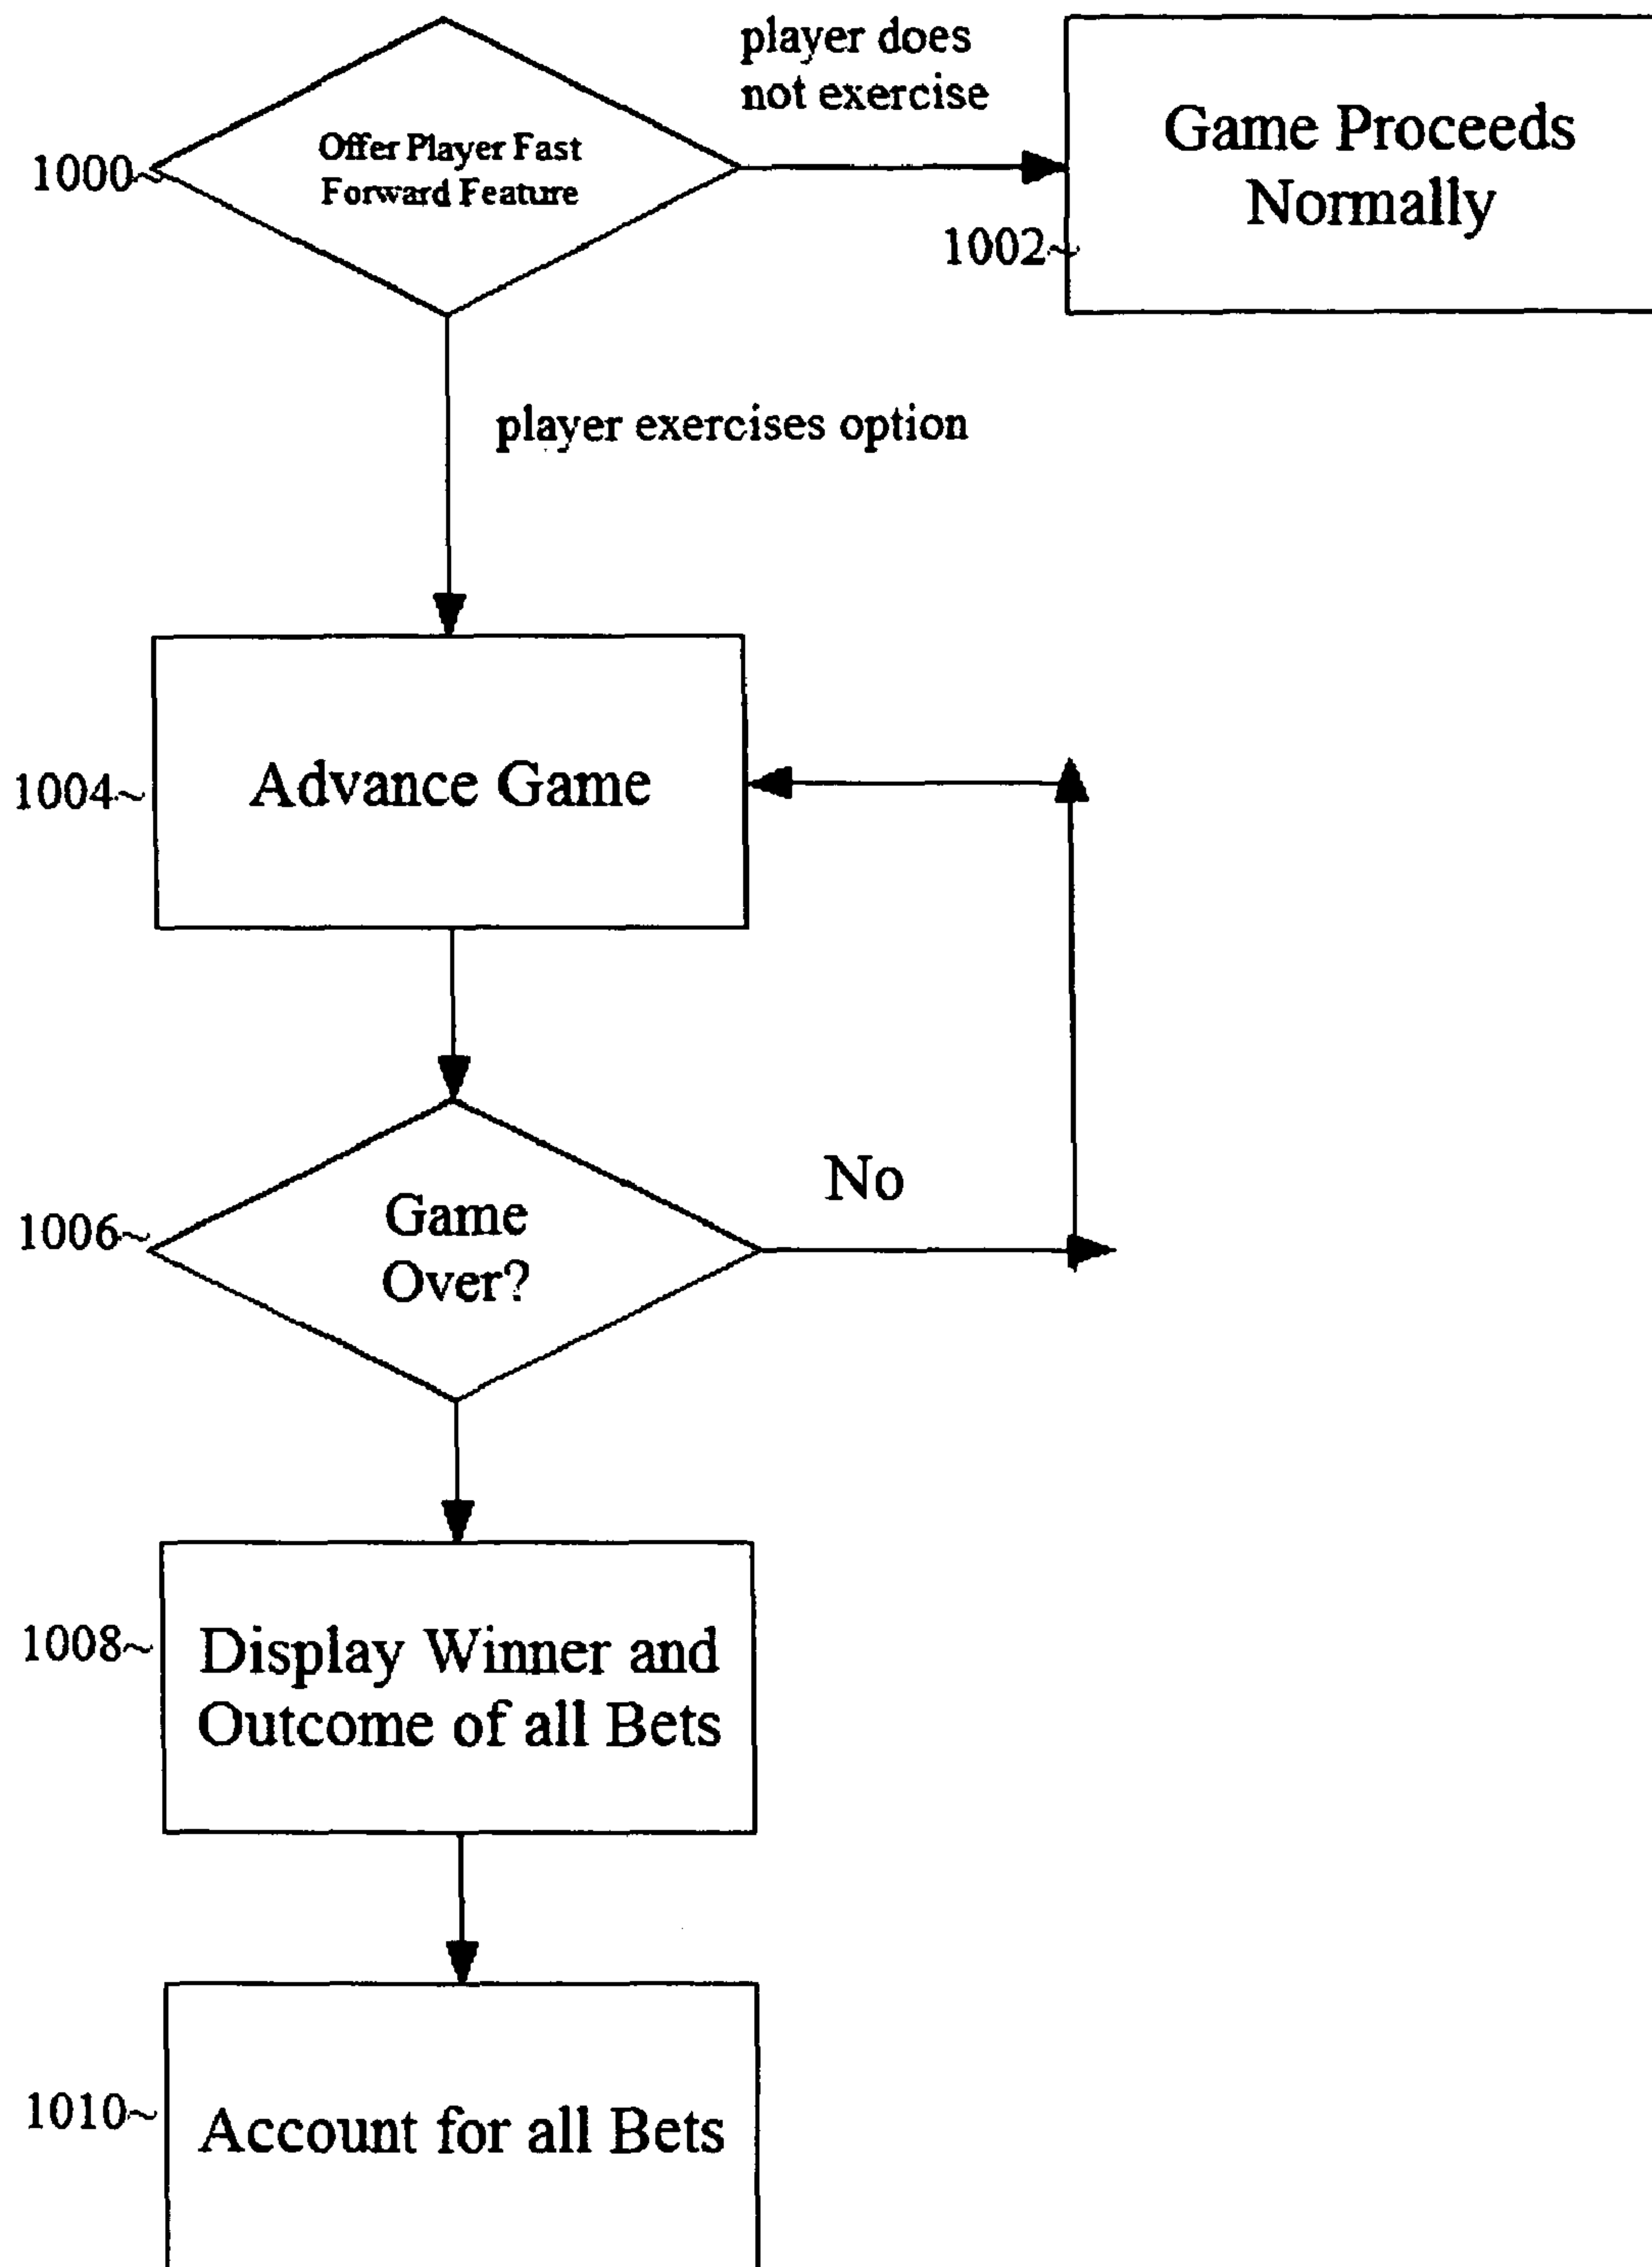 player does
not exercise
Offer Player Fast
Forward Feature
1000~
Game Proceeds
Normally
1002~
player exercises option
Advance Game
1004~
No
Game
Over?
1006~
Display Winner and
Outcome of all Bets
1008~
Account for all Bets
1010~